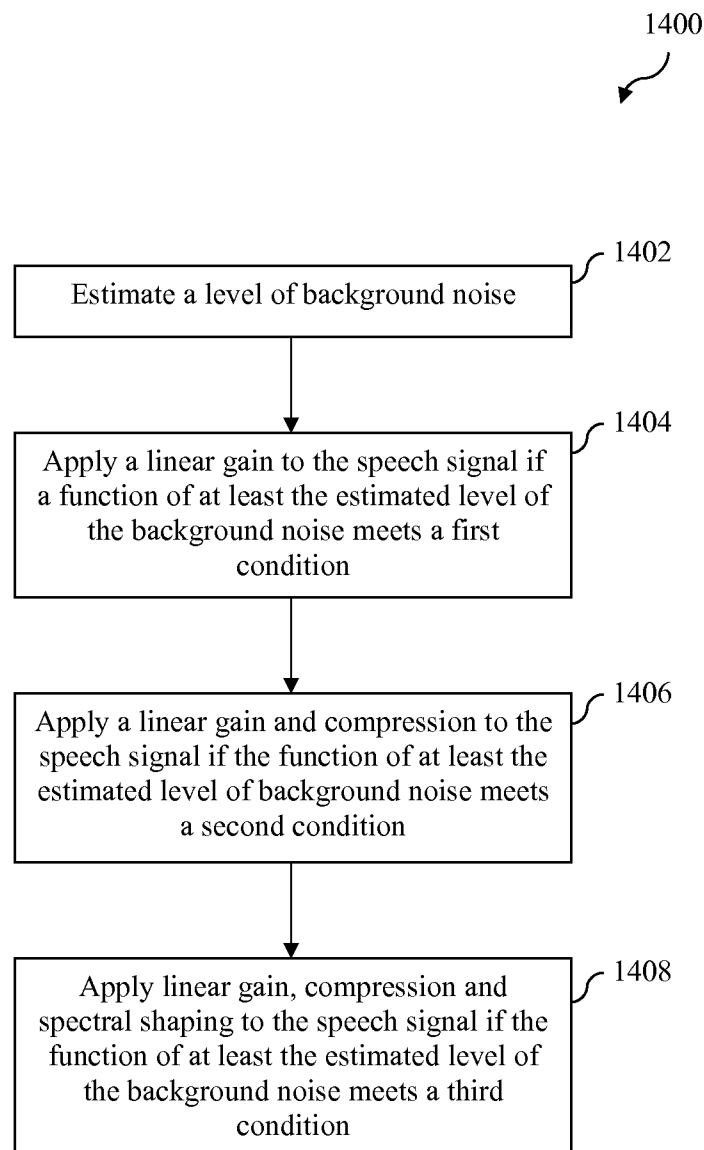 1400
1402
Estimate a level of background noise
1404
Apply a linear gain to the speech signal if
a function of at least the estimated level of
the background noise meets a first
condition
1406
Apply a linear gain and compression to the
speech signal if the function of at least the
estimated level of background noise meets
a second condition
1408
Apply linear gain, compression and
spectral shaping to the speech signal if the
function of at least the estimated level of
the background noise meets a third
condition